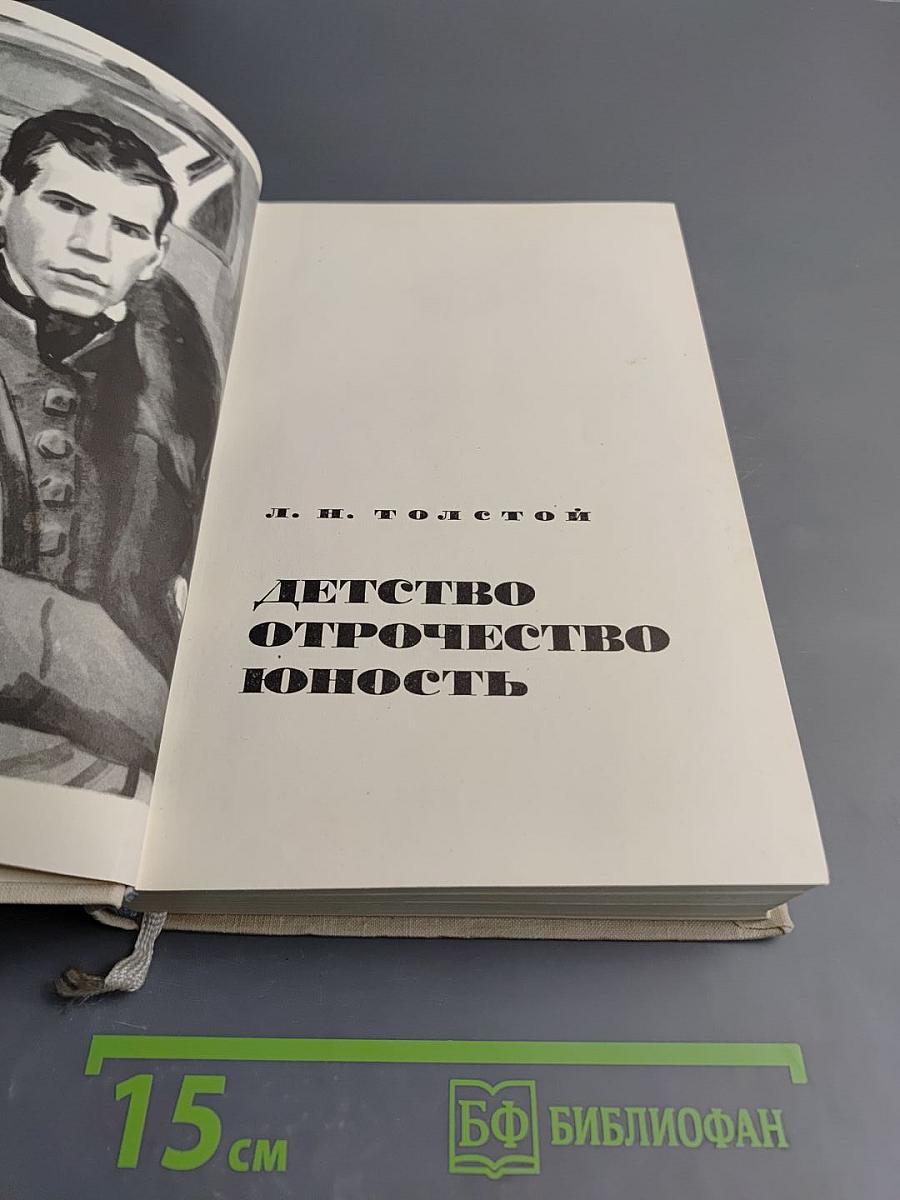 Л. Н. ТОЛСТОЙ
ДЕТСТВО
ОТРОЧЕСТВО
ЮНОСТЬ
15 см
БФ БИБЛИОФАН